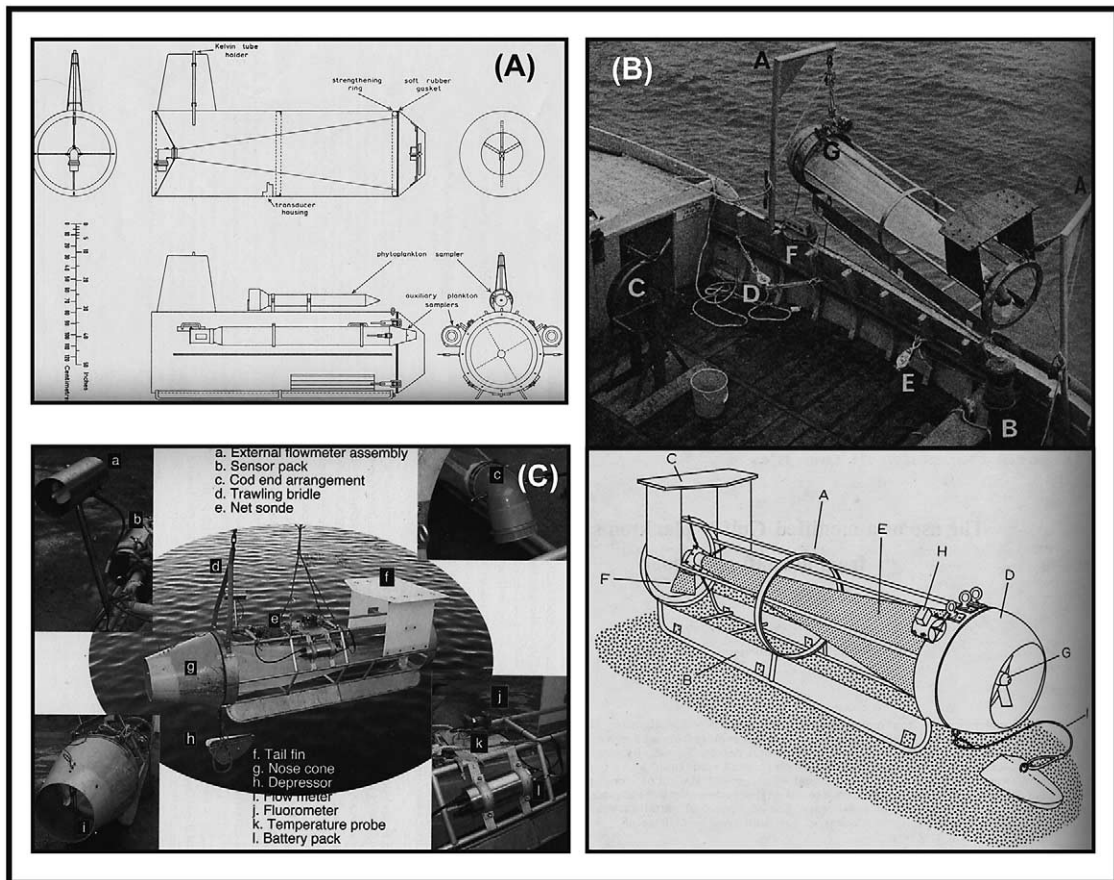 (A)
Kelvin tube
holder
strengthening
ring
soft rubber
gasket
transducer
housing
phytoplankton
sampler
auxiliary plankton
samplers
Centimetres
Inches
(B)
A
G
A
F
C
D
E
B
C
A
E
H
D
F
B
G
I
(C)
a. External flowmeter assembly
b. Sensor pack
c. Cod end arrangement
d. Trawling bridle
e. Net sonde
a
b
c
d
f
e
g
h
j
k
l
i
f. Tail fin
g. Nose cone
h. Depressor
i. Flow meter
j. Fluorometer
k. Temperature probe
l. Battery pack